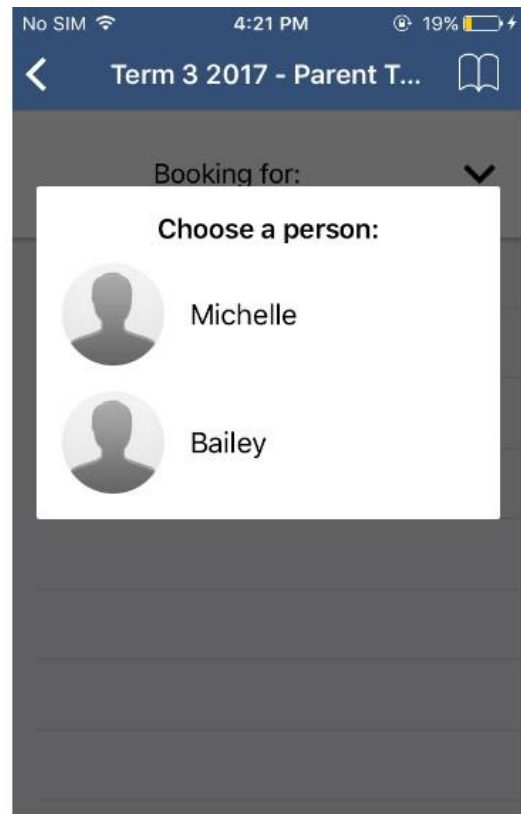 No SIM 4:21 PM 19%
Term 3 2017 - Parent T...
Booking for:
Choose a person:
Michelle
Bailey